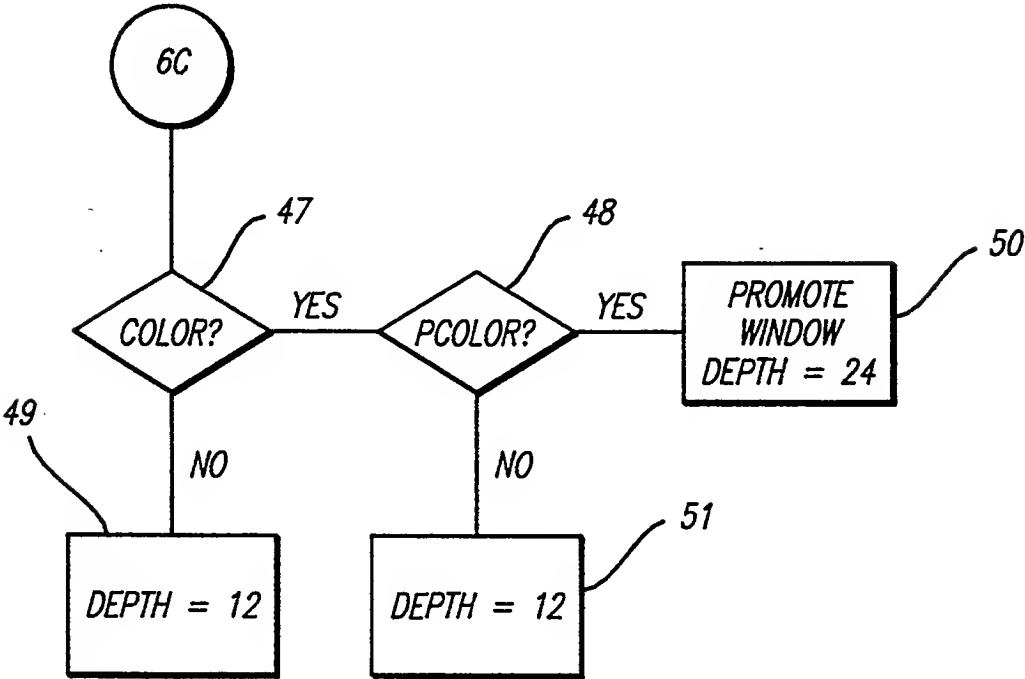 6C
47
48
50
COLOR?
YES
PCOLOR?
YES
PROMOTE
WINDOW
DEPTH = 24
49
NO
NO
51
DEPTH = 12
DEPTH = 12